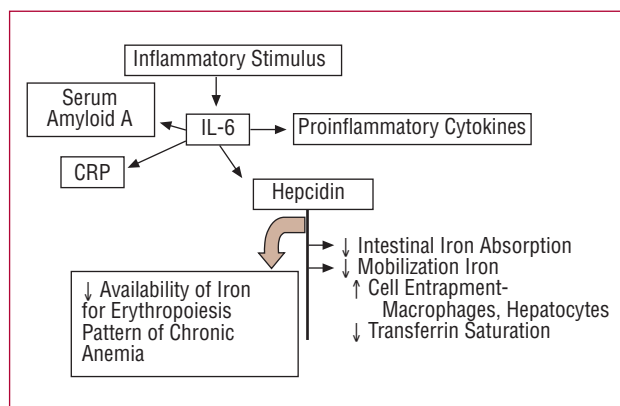 Inflammatory Stimulus
Serum
Amyloid A
IL-6
Proinflammatory Cytokines
CRP
Hepcidin
↓ Intestinal Iron Absorption
↓ Mobilization Iron
↑ Cell Entrapment-
Macrophages, Hepatocytes
↓ Transferrin Saturation
↓ Availability of Iron
for Erythropoiesis
Pattern of Chronic
Anemia